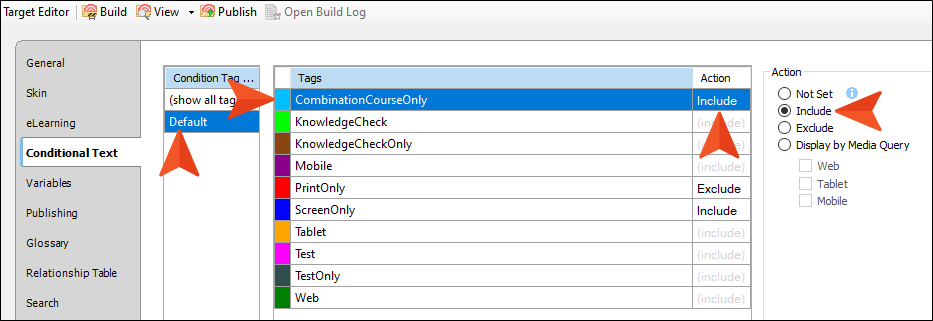 Target Editor Build View Publish Open Build Log
General
Skin
eLearning
Conditional Text
Variables
Publishing
Glossary
Relationship Table
Search
Condition Tag ...
(show all tag
Default
Tags Action
CombinationCourseOnly Include
KnowledgeCheck (include)
KnowledgeCheckOnly (include)
Mobile (include)
PrintOnly Exclude
ScreenOnly Include
Tablet (include)
Test (include)
TestOnly (include)
Web (include)
Action
Not Set
Include
Exclude
Display by Media Query
Web
Tablet
Mobile